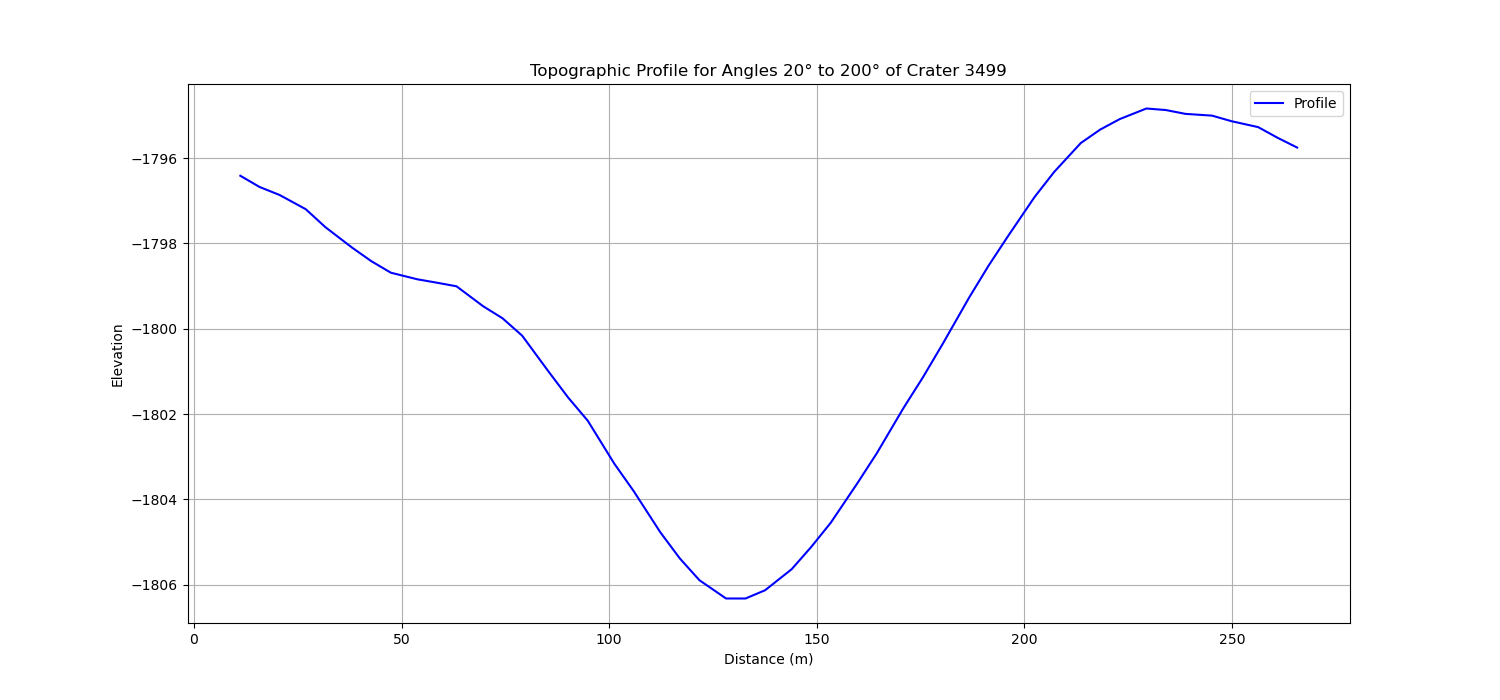 Topographic Profile for Angles 20° to 200° of Crater 3499
Profile
−1796
−1798
−1800
−1802
−1804
−1806
Elevation
0 50 100 150 200 250
Distance (m)